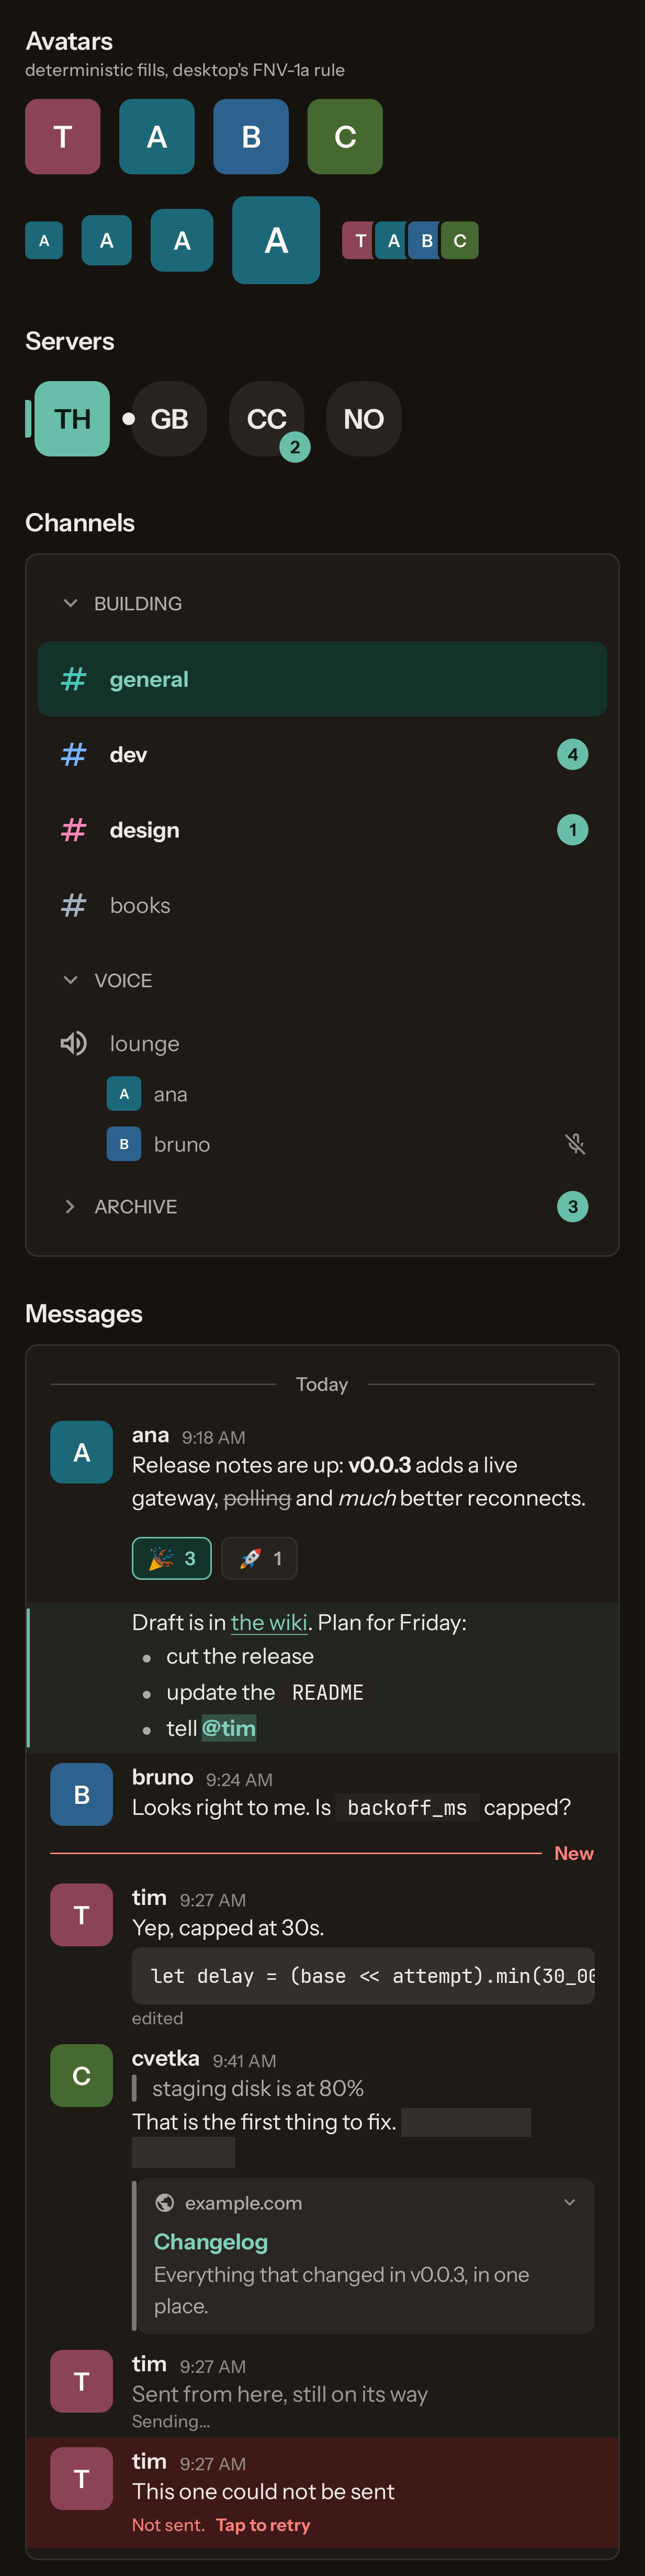 Avatars
deterministic fills, desktop's FNV-1a rule
T A B C
A A A A T A B C
Servers
TH GB CC NO
2
Channels
BUILDING
# general
# dev 4
# design 1
# books
VOICE
lounge
A ana
B bruno
ARCHIVE 3
Messages
Today
A ana 9:18 AM
Release notes are up: v0.0.3 adds a live
gateway, polling and much better reconnects.
🎉 3 🚀 1
Draft is in the wiki. Plan for Friday:
• cut the release
• update the README
• tell @tim
B bruno 9:24 AM
Looks right to me. Is backoff_ms capped?
New
T tim 9:27 AM
Yep, capped at 30s.
let delay = (base << attempt).min(30_00
edited
C cvetka 9:41 AM
staging disk is at 80%
That is the first thing to fix.
example.com
Changelog
Everything that changed in v0.0.3, in one
place.
T tim 9:27 AM
Sent from here, still on its way
Sending…
T tim 9:27 AM
This one could not be sent
Not sent. Tap to retry